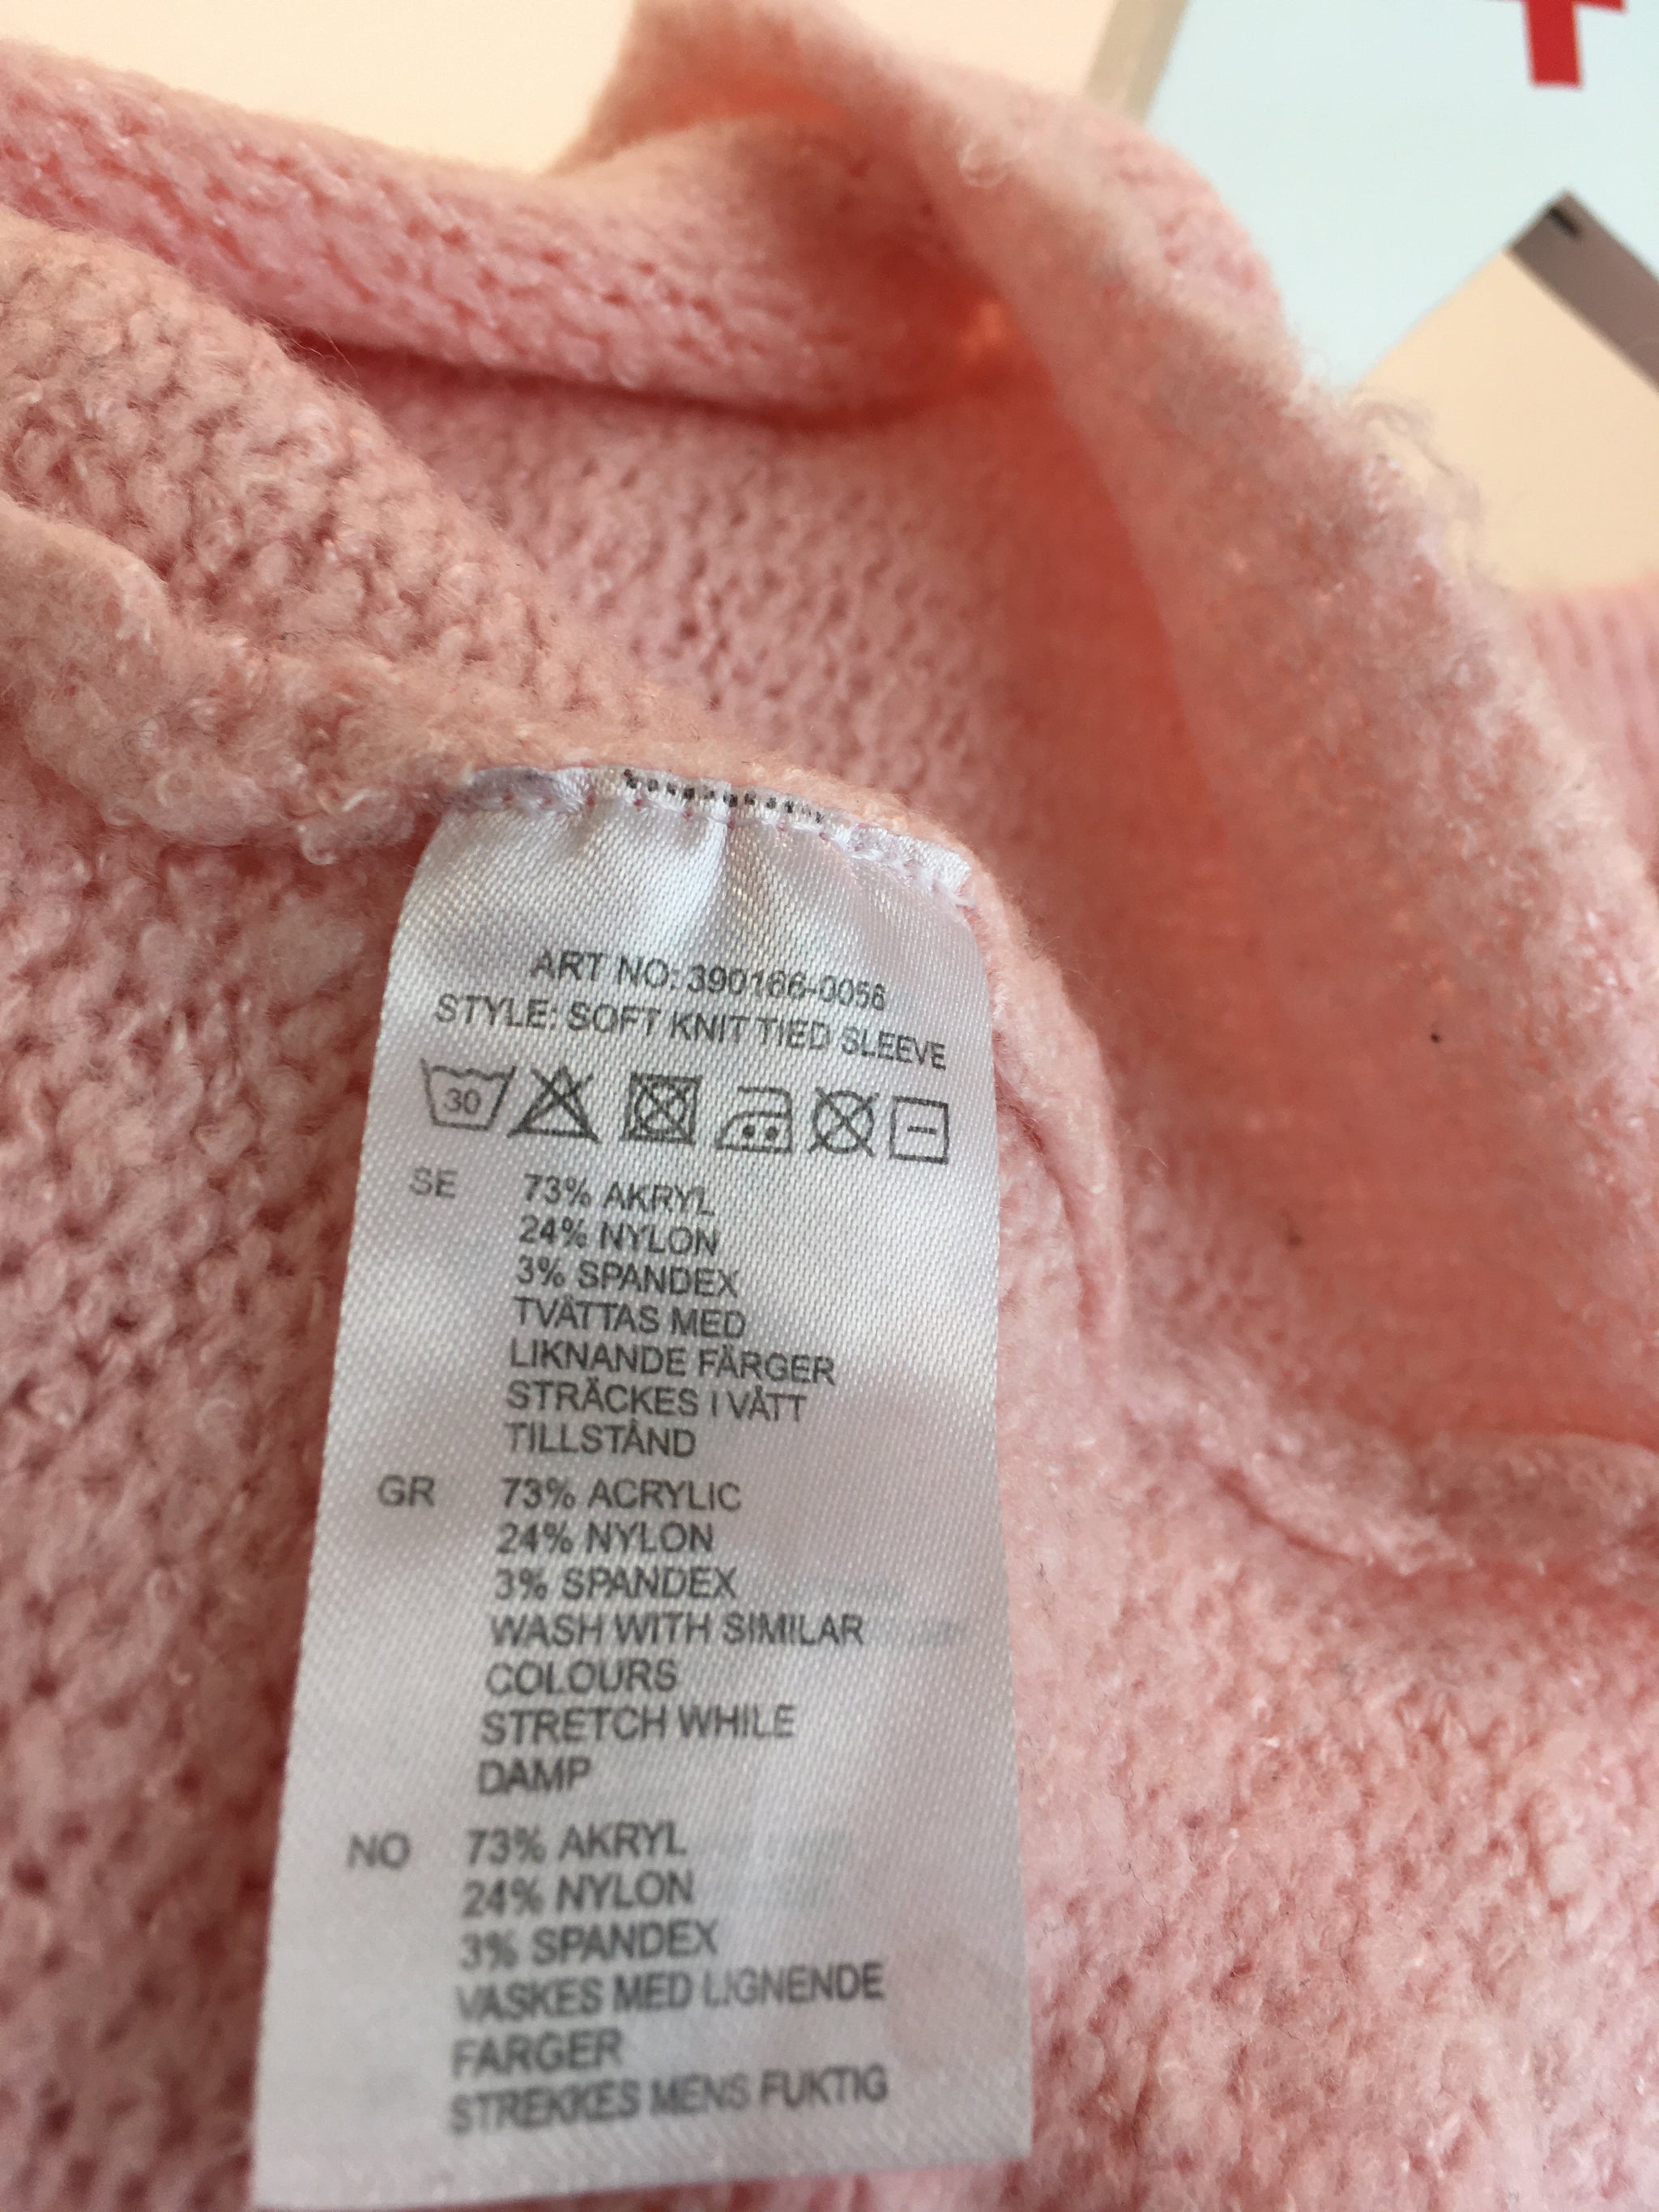 ART NO: 390166-0056
STYLE: SOFT KNIT TIED SLEEVE
30
SE 73% AKRYL
24% NYLON
3% SPANDEX
TVÄTTAS MED
LIKNANDE FÄRGER
STRÄCKES I VÅTT
TILLSTÅND
GR 73% ACRYLIC
24% NYLON
3% SPANDEX
WASH WITH SIMILAR
COLOURS
STRETCH WHILE
DAMP
NO 73% AKRYL
24% NYLON
3% SPANDEX
VASKES MED LIGNENDE
FARGER
STREKKES MENS FUKTIG